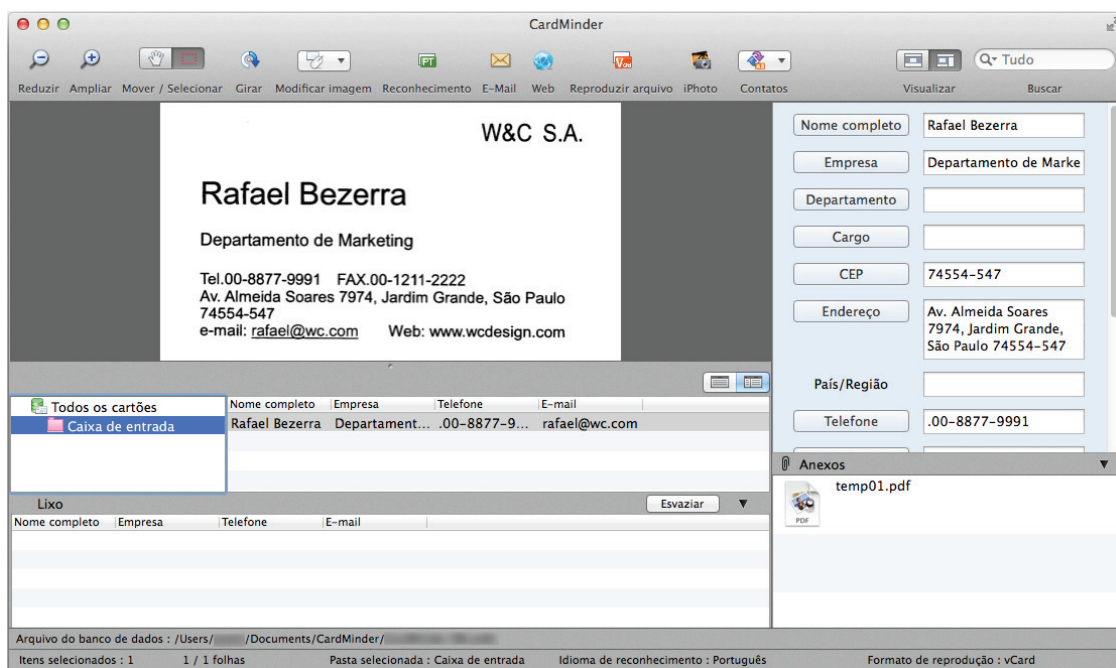 CardMinder
Reduzir Ampliar Mover / Selecionar Girar Modificar imagem Reconhecimento E-Mail Web Reproduzir arquivo iPhoto Contatos Visualizar Buscar
PT
Tudo
W&C S.A.
Rafael Bezerra
Departamento de Marketing
Tel.00-8877-9991 FAX.00-1211-2222
Av. Almeida Soares 7974, Jardim Grande, São Paulo
74554-547
e-mail: rafael@wc.com Web: www.wcdesign.com
Nome completo Rafael Bezerra
Empresa Departamento de Marke
Departamento
Cargo
CEP 74554-547
Endereço Av. Almeida Soares
7974, Jardim Grande,
São Paulo 74554-547
País/Região
Telefone .00-8877-9991
Todos os cartões
Caixa de entrada
Nome completo Empresa Telefone E-mail
Rafael Bezerra Departament... .00-8877-9... rafael@wc.com
Anexos
temp01.pdf
PDF
Lixo Esvaziar
Nome completo Empresa Telefone E-mail
Arquivo do banco de dados : /Users/ /Documents/CardMinder/
Itens selecionados : 1 1 / 1 folhas Pasta selecionada : Caixa de entrada Idioma de reconhecimento : Português Formato de reprodução : vCard